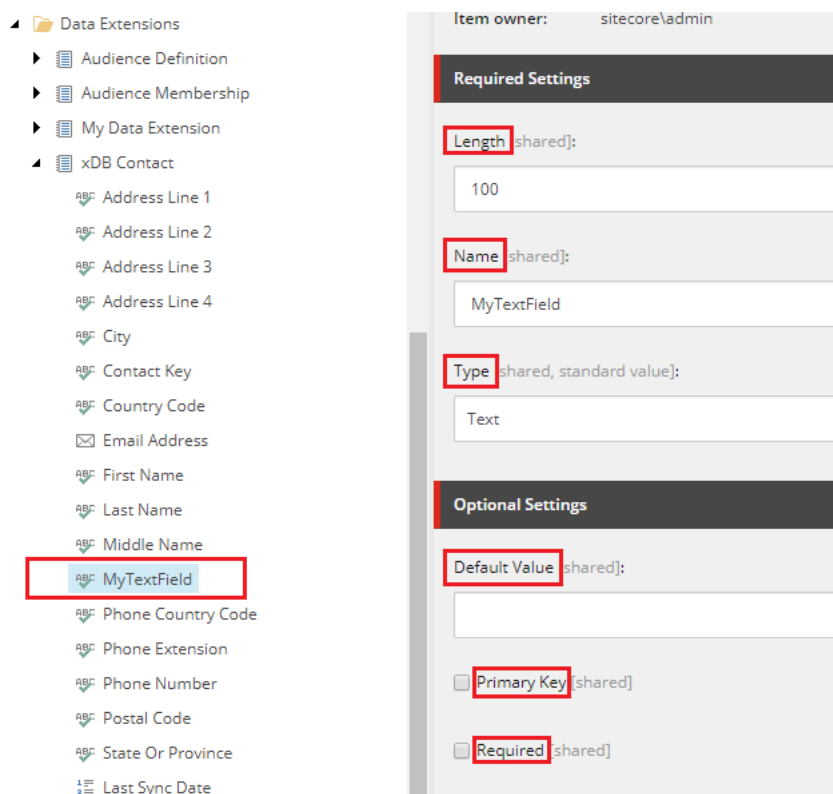 Data Extensions
Audience Definition
Audience Membership
My Data Extension
xDB Contact
Address Line 1
Address Line 2
Address Line 3
Address Line 4
City
Contact Key
Country Code
Email Address
First Name
Last Name
Middle Name
MyTextField
Phone Country Code
Phone Extension
Phone Number
Postal Code
State Or Province
Last Sync Date
Item owner: sitecore\admin
Required Settings
Length [shared]:
100
Name [shared]:
MyTextField
Type [shared, standard value]:
Text
Optional Settings
Default Value [shared]:
Primary Key [shared]
Required [shared]